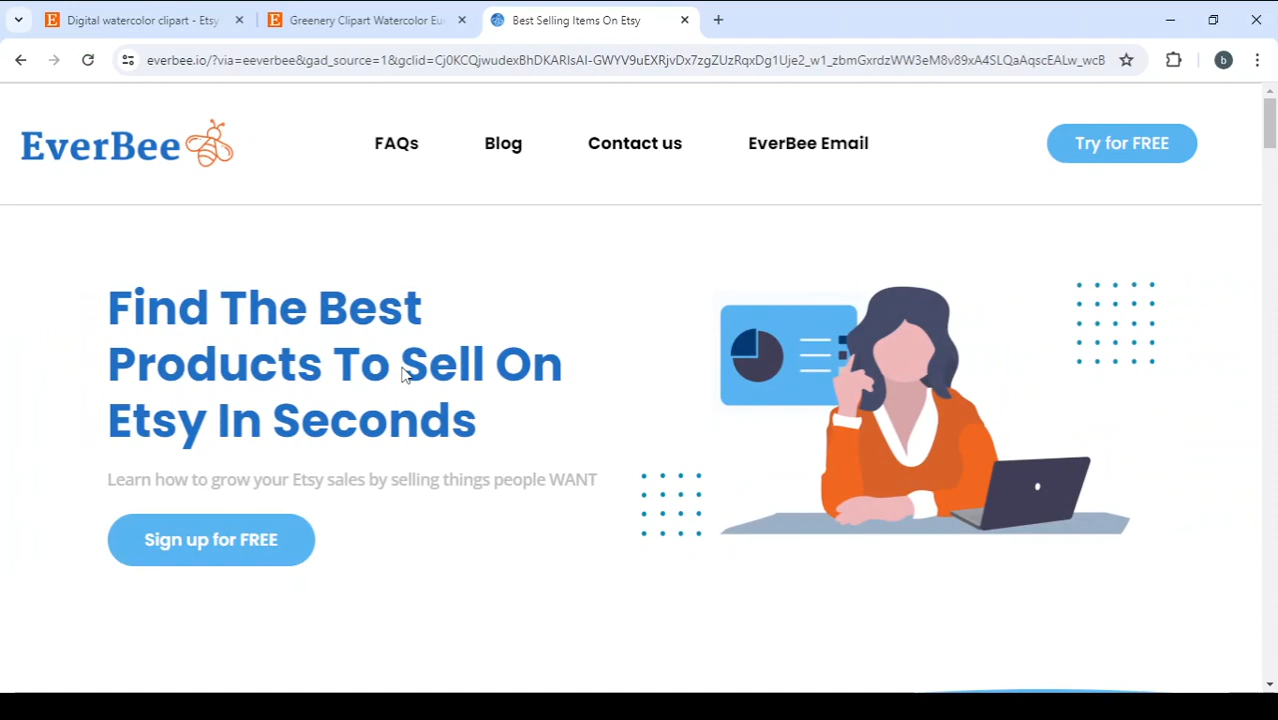 Digital watercolor clipart - Etsy
Greenery Clipart Watercolor Eu
Best Selling Items On Etsy
everbee.io/?via=eeverbee&gad_source=1&gclid=Cj0KCQjwudexBhDKARIsAI-GWYV9uEXRjvDx7zgZUzRqxDg1Uje2_w1_zbmGxrdzWW3eM8v89xA4SLQaAqscEALw_wcB
b
EverBee
FAQs
Blog
Contact us
EverBee Email
Try for FREE
Find The Best
Products To Sell On
Etsy In Seconds
Learn how to grow your Etsy sales by selling things people WANT
Sign up for FREE